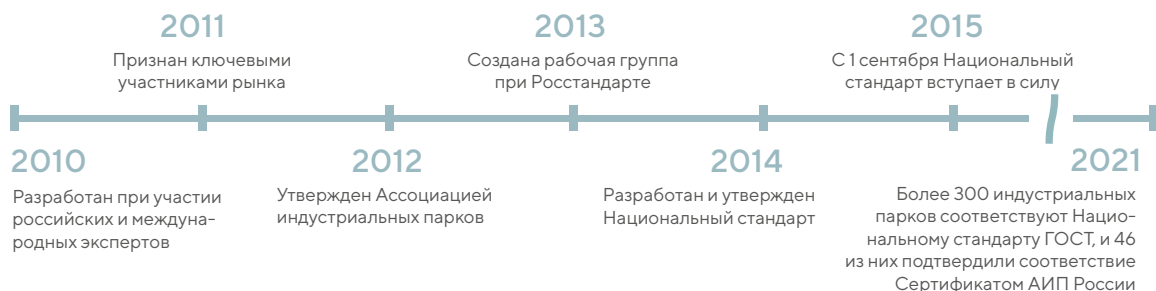 2011
Признан ключевыми
участниками рынка
2013
Создана рабочая группа
при Росстандарте
2015
С 1 сентября Национальный
стандарт вступает в силу
2010
Разработан при участии
российских и междуна-
родных экспертов
2012
Утвержден Ассоциацией
индустриальных парков
2014
Разработан и утвержден
Национальный стандарт
2021
Более 300 индустриальных
парков соответствуют Нацио-
нальному стандарту ГОСТ, и 46
из них подтвердили соответствие
Сертификатом АИП России